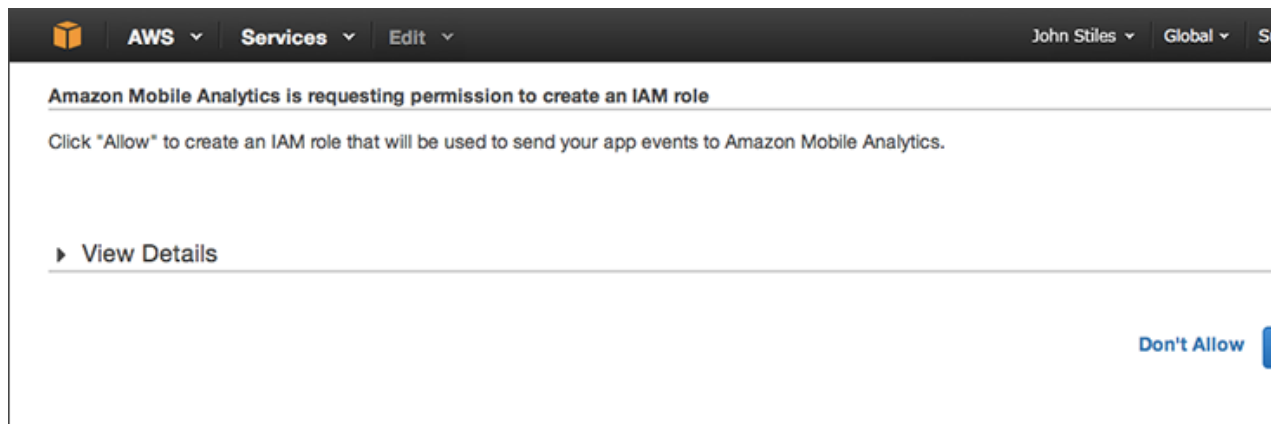 AWS Services Edit John Stiles Global
Amazon Mobile Analytics is requesting permission to create an IAM role
Click "Allow" to create an IAM role that will be used to send your app events to Amazon Mobile Analytics.
View Details
Don't Allow